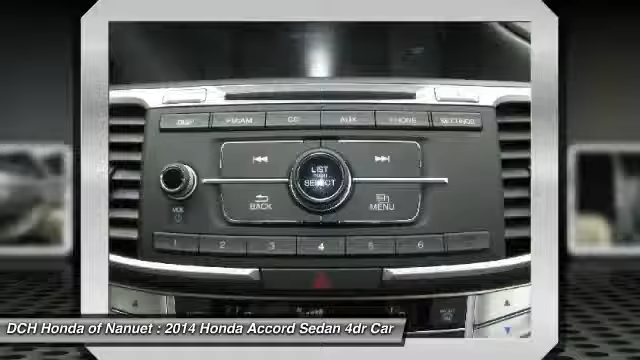 DISP FM/AM CD AUX PHONE SETTINGS
LIST
SELECT
BACK MENU
1 2 3 4 5 6
DCH Honda of Nanuet : 2014 Honda Accord Sedan 4dr Car